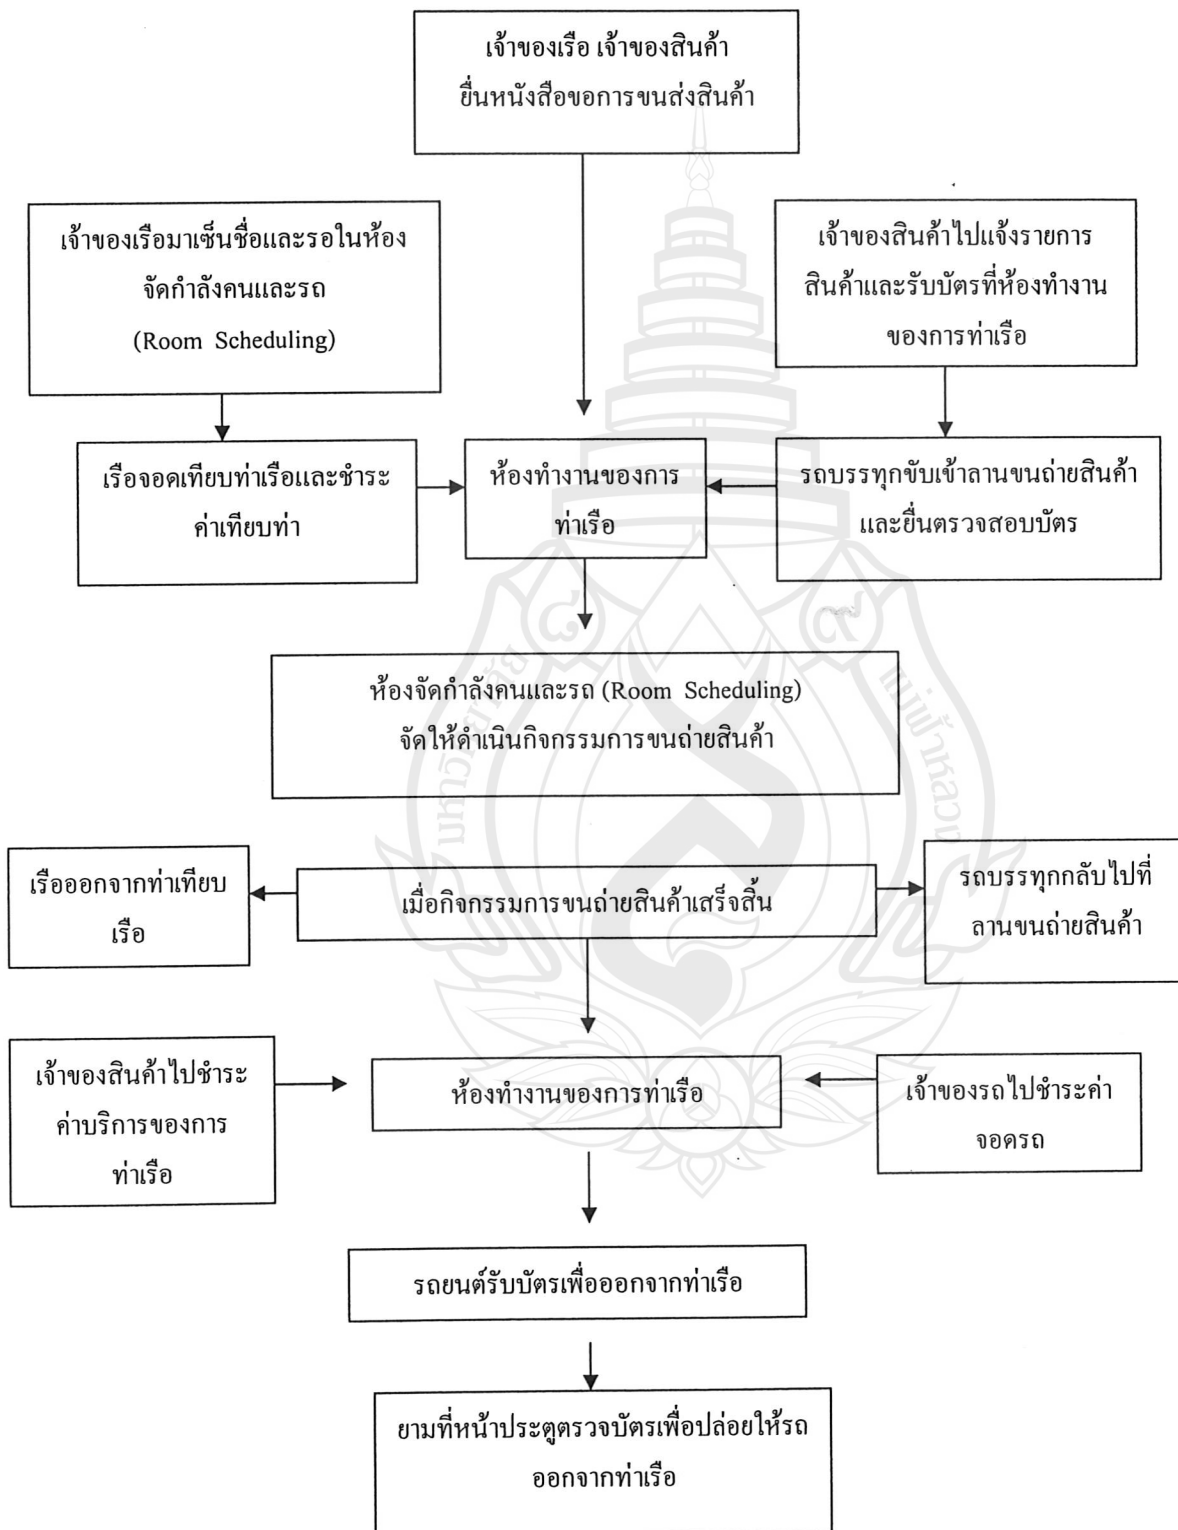 เจ้าของเรือ เจ้าของสินค้า
ยื่นหนังสือขอการขนส่งสินค้า
เจ้าของเรือมาเซ็นชื่อและรอในห้อง
จัดกำลังคนและรถ
(Room Scheduling)
เจ้าของสินค้าไปแจ้งรายการ
สินค้าและรับบัตรที่ห้องทำงาน
ของการท่าเรือ
เรือจอดเทียบท่าเรือและชำระ
ค่าเทียบท่า
ห้องทำงานของการ
ท่าเรือ
รถบรรทุกขับเข้าลานขนถ่ายสินค้า
และยื่นตรวจสอบบัตร
ห้องจัดกำลังคนและรถ (Room Scheduling)
จัดให้ดำเนินกิจกรรมการขนถ่ายสินค้า
มหาวิทยาลัย
แม่ฟ้าหลวง
เรือออกจากท่าเทียบ
เรือ
เมื่อกิจกรรมการขนถ่ายสินค้าเสร็จสิ้น
รถบรรทุกกลับไปที่
ลานขนถ่ายสินค้า
เจ้าของสินค้าไปชำระ
ค่าบริการของการ
ท่าเรือ
ห้องทำงานของการท่าเรือ
เจ้าของรถไปชำระค่า
จอดรถ
รถยนต์รับบัตรเพื่อออกจากท่าเรือ
ยามที่หน้าประตูตรวจบัตรเพื่อปล่อยให้รถ
ออกจากท่าเรือ